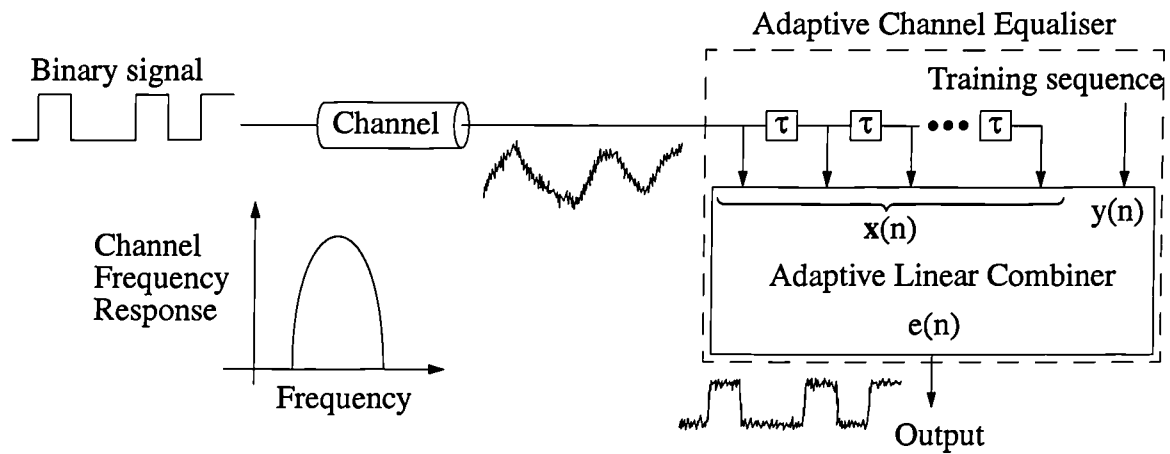 Adaptive Channel Equaliser
Binary signal
Training sequence
Channel
τ
τ
τ
x(n)
y(n)
Channel
Frequency
Response
Adaptive Linear Combiner
e(n)
Frequency
Output